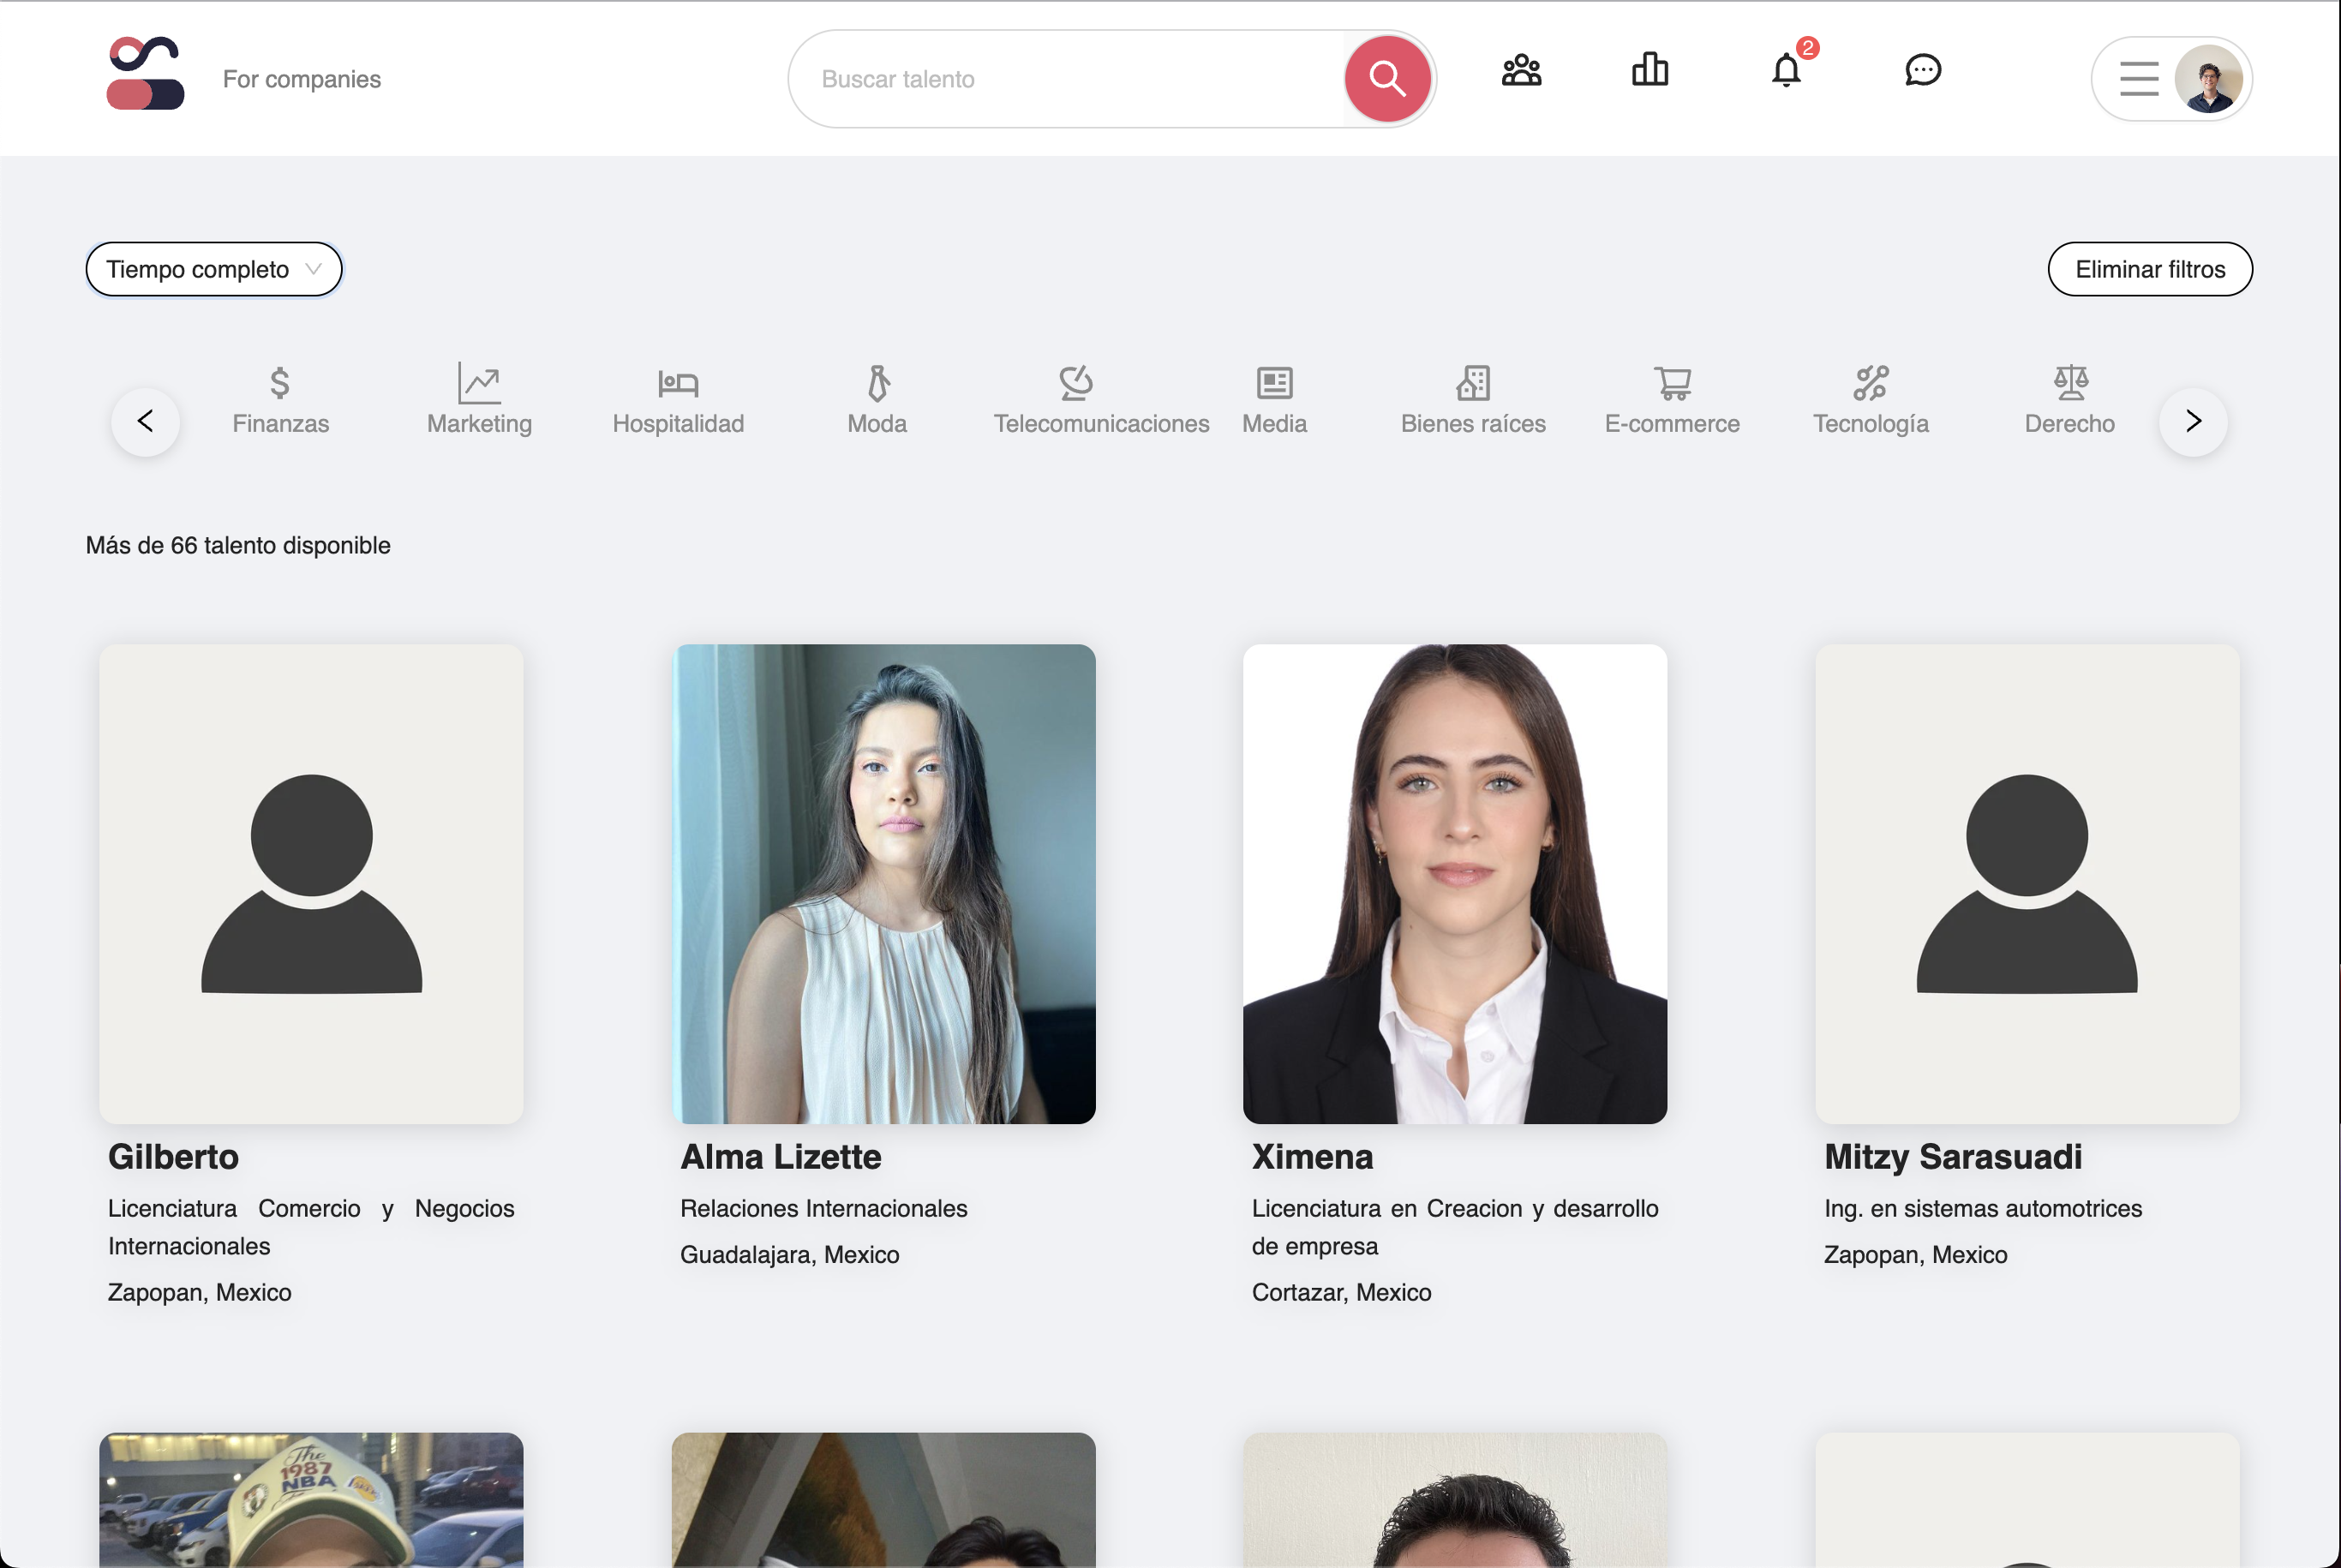 For companies
Buscar talento
2
Tiempo completo
Eliminar filtros
Finanzas
Marketing
Hospitalidad
Moda
Telecomunicaciones
Media
Bienes raíces
E-commerce
Tecnología
Derecho
Más de 66 talento disponible
Gilberto
Licenciatura Comercio y Negocios
Internacionales
Zapopan, Mexico
Alma Lizette
Relaciones Internacionales
Guadalajara, Mexico
Ximena
Licenciatura en Creacion y desarrollo
de empresa
Cortazar, Mexico
Mitzy Sarasuadi
Ing. en sistemas automotrices
Zapopan, Mexico
The
1987
NBA